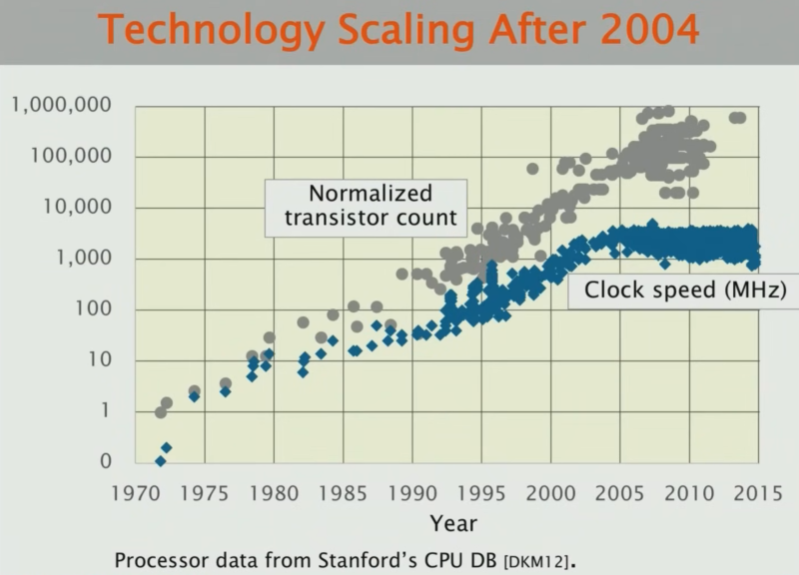 Technology Scaling After 2004
1,000,000
100,000
10,000
1,000
100
10
1
0
Normalized
transistor count
Clock speed (MHz)
1970 1975 1980 1985 1990 1995 2000 2005 2010 2015
Year
Processor data from Stanford's CPU DB [DKM12].